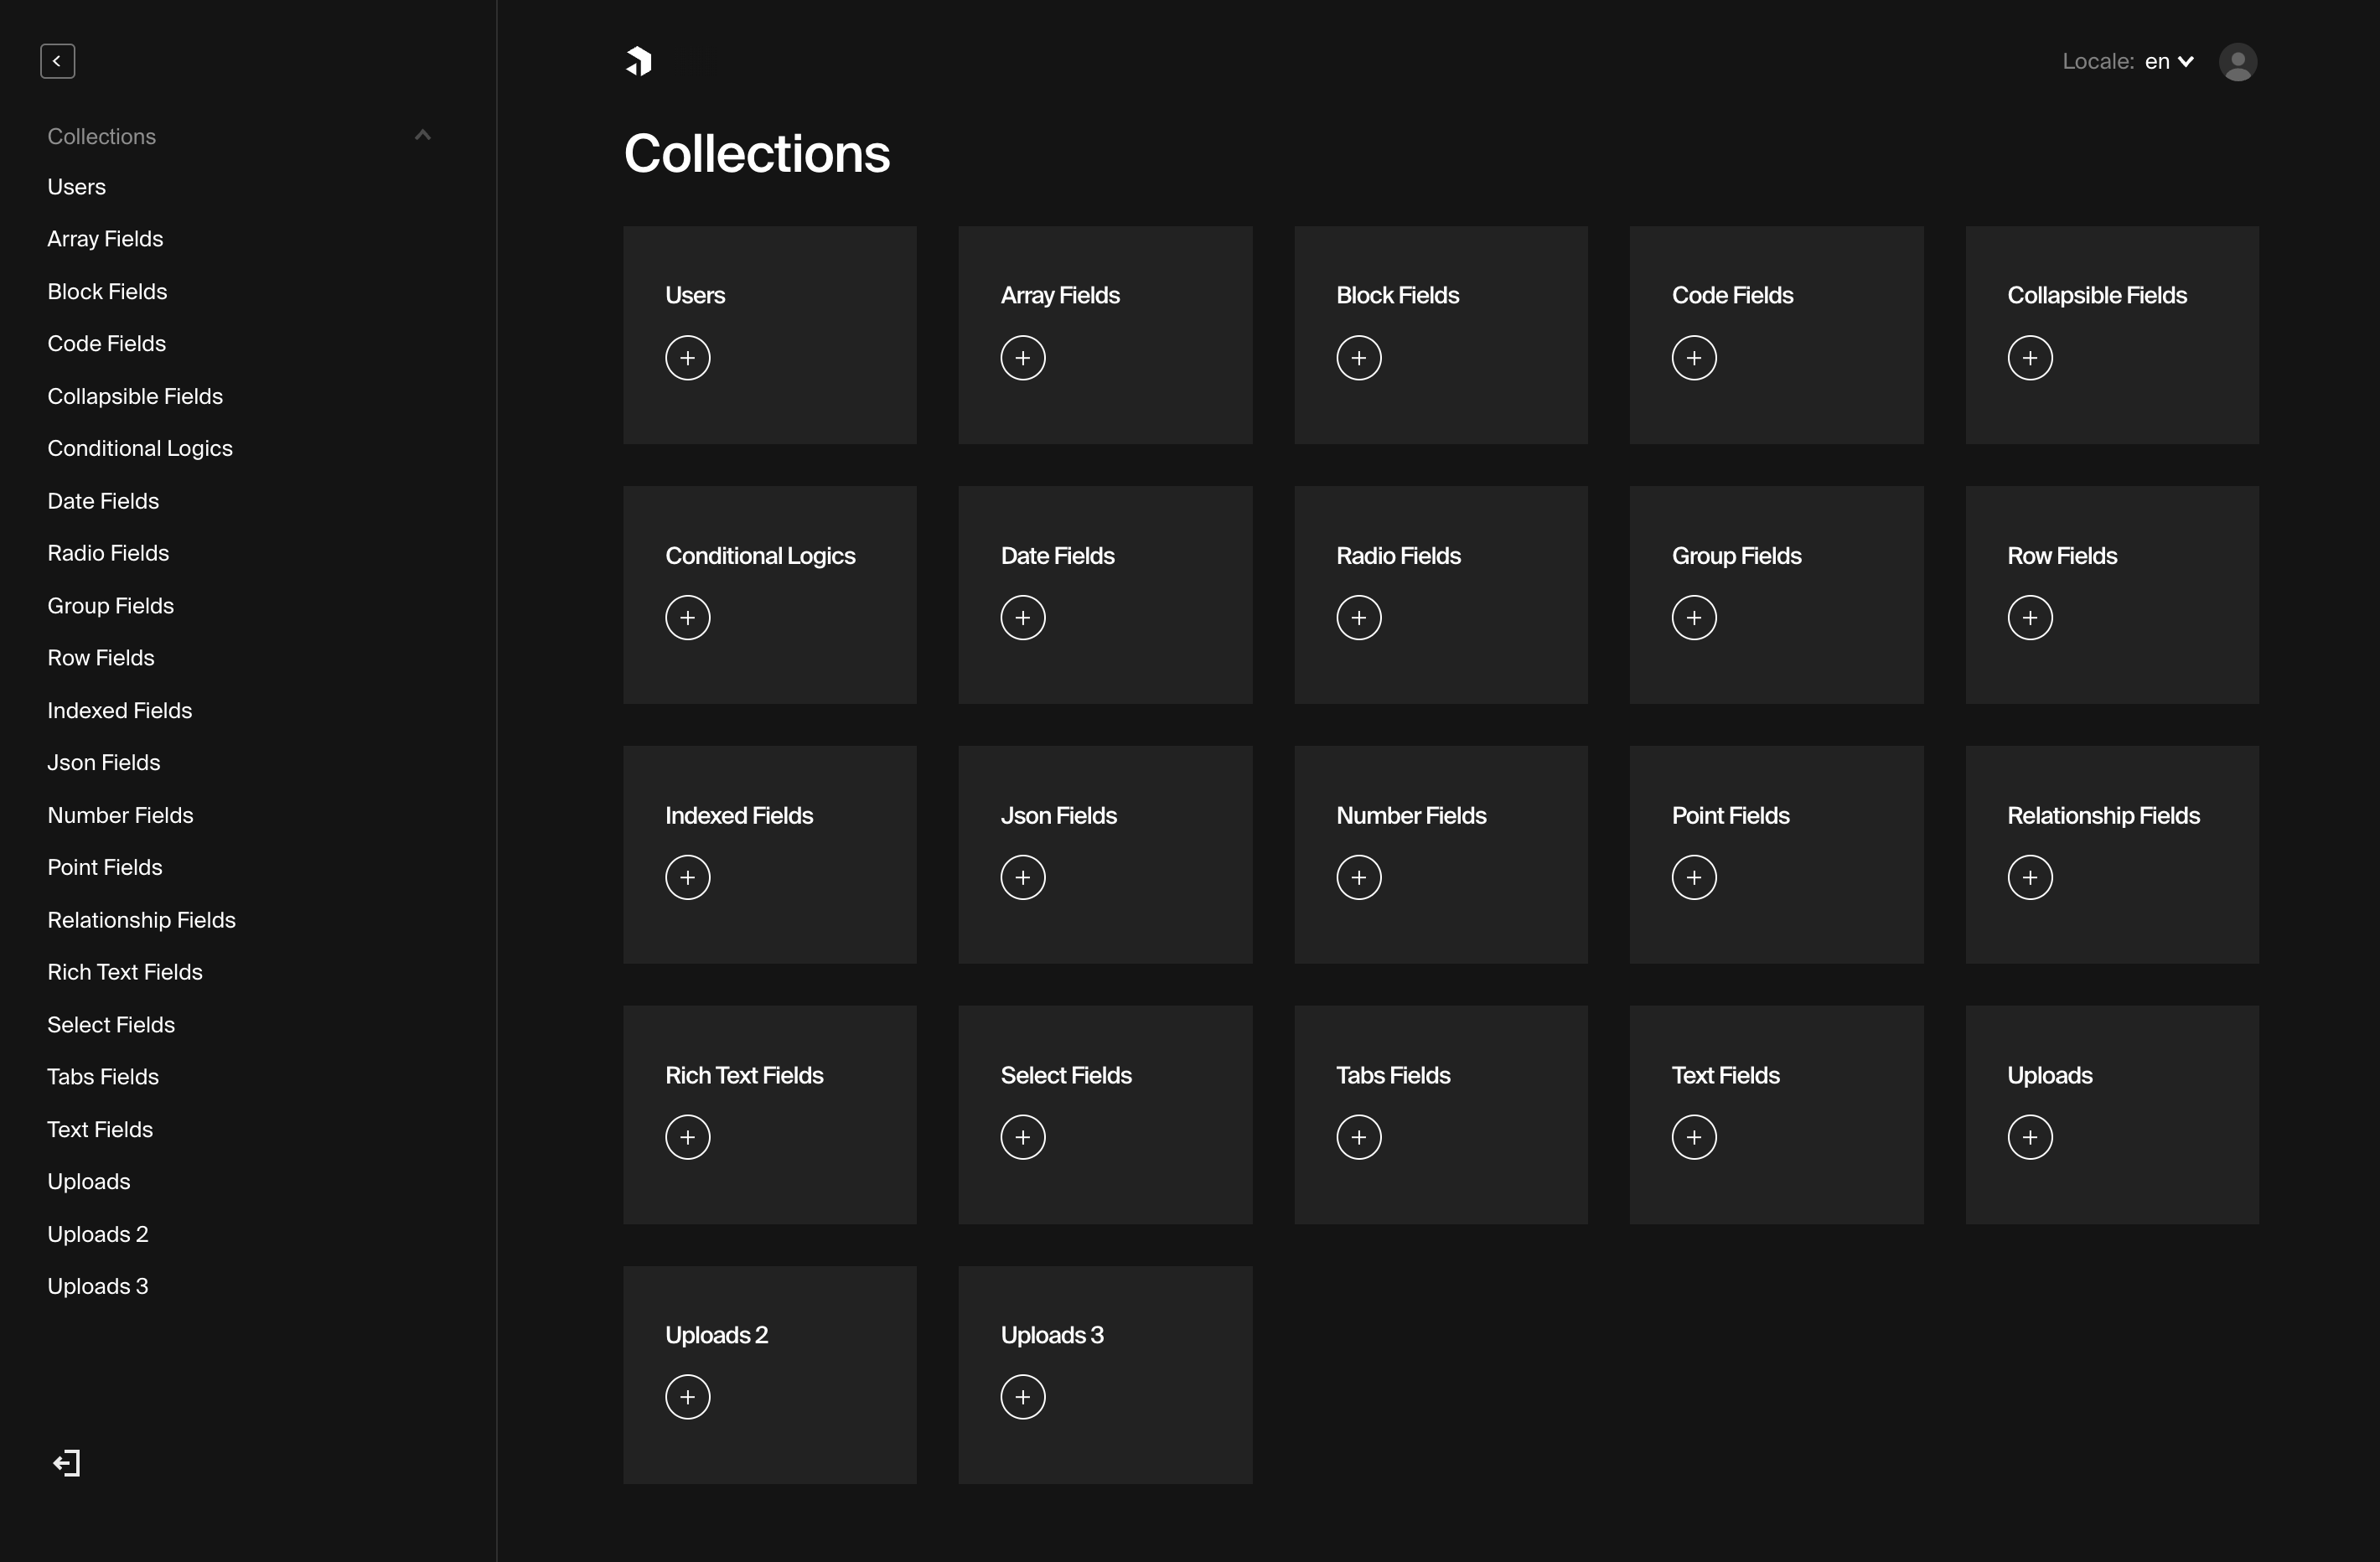 Collections
Users
Array Fields
Block Fields
Code Fields
Collapsible Fields
Conditional Logics
Date Fields
Radio Fields
Group Fields
Row Fields
Indexed Fields
Json Fields
Number Fields
Point Fields
Relationship Fields
Rich Text Fields
Select Fields
Tabs Fields
Text Fields
Uploads
Uploads 2
Uploads 3
Locale: en
Collections
Users
Array Fields
Block Fields
Code Fields
Collapsible Fields
Conditional Logics
Date Fields
Radio Fields
Group Fields
Row Fields
Indexed Fields
Json Fields
Number Fields
Point Fields
Relationship Fields
Rich Text Fields
Select Fields
Tabs Fields
Text Fields
Uploads
Uploads 2
Uploads 3